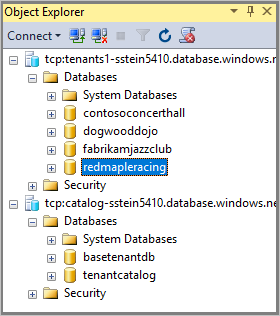 Object Explorer
Connect
tcp:tenants1-sstein5410.database.windows.n
Databases
System Databases
contosoconcerthall
dogwooddojo
fabrikamjazzclub
redmapleracing
Security
tcp:catalog-sstein5410.database.windows.ne
Databases
System Databases
basetenantdb
tenantcatalog
Security